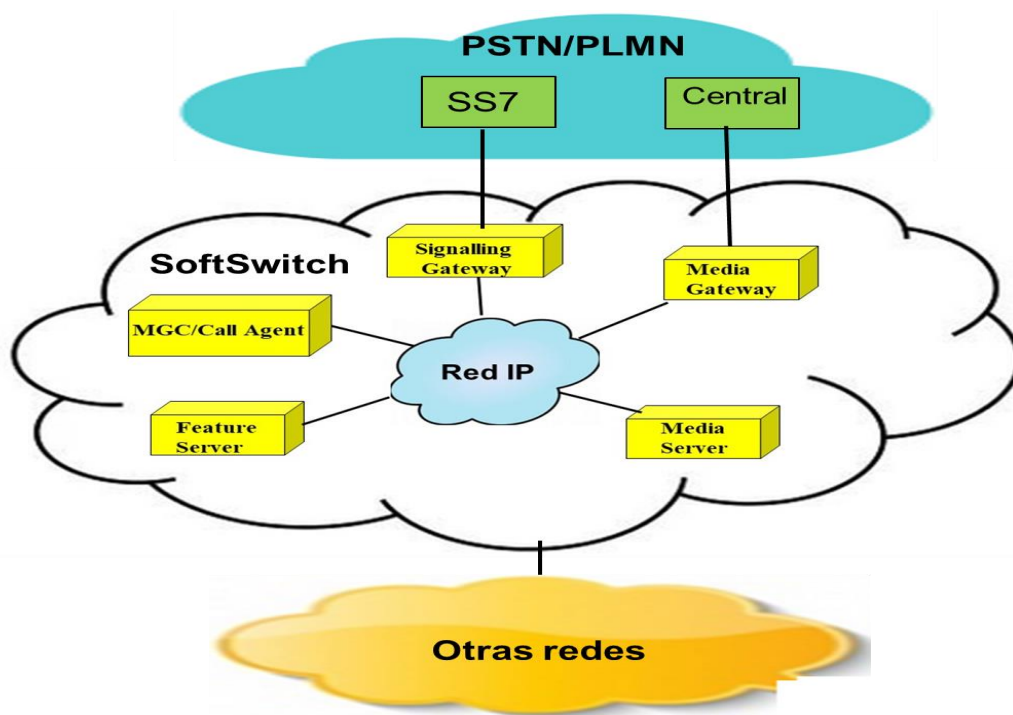 PSTN/PLMN
SS7
Central
SoftSwitch
Signalling
Gateway
Media
Gateway
MGC/Call Agent
Red IP
Feature
Server
Media
Server
Otras redes